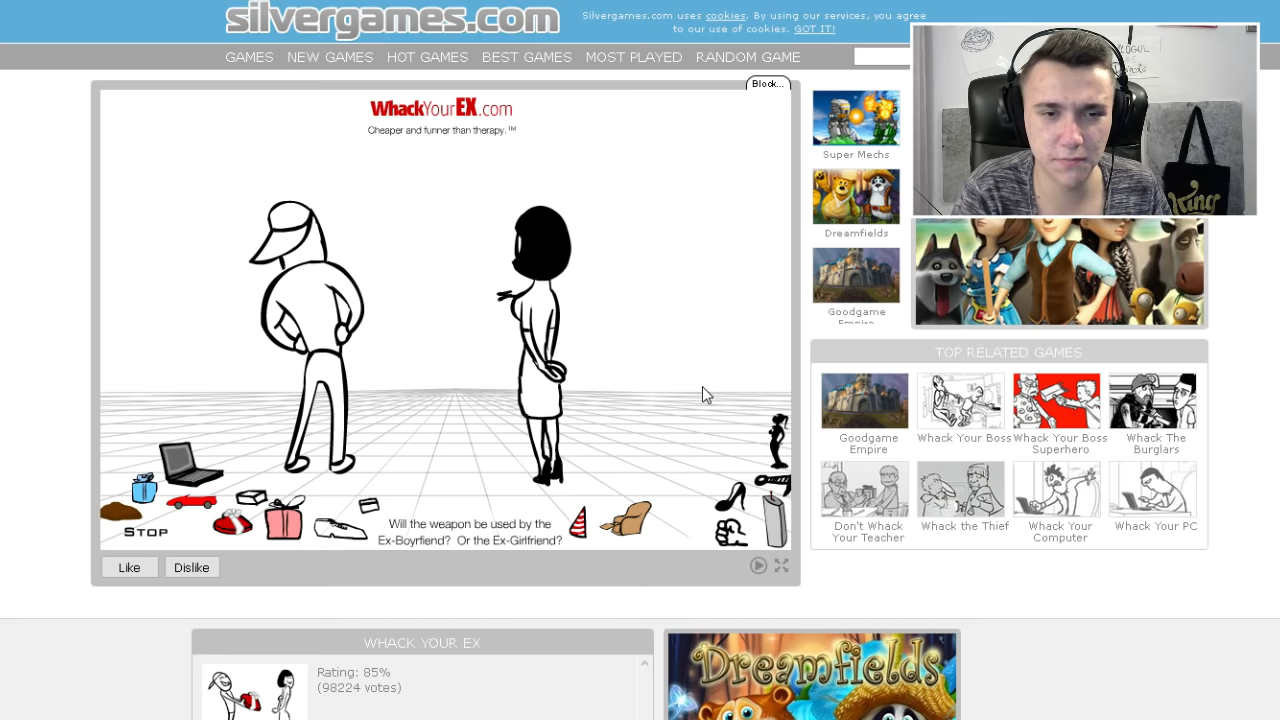 silvergames.com
Silvergames.com uses cookies. By using our services, you agree
to our use of cookies. GOT IT!
GAMES NEW GAMES HOT GAMES BEST GAMES MOST PLAYED RANDOM GAME
Block...
WhackYourEX.com
Cheaper and funner than therapy.™
Super Mechs
Dreamfields
Goodgame
Empire
King
TOP RELATED GAMES
Goodgame
Empire
Whack Your Boss
Whack Your Boss
Superhero
Whack The
Burglars
Don't Whack
Your Teacher
Whack the Thief
Whack Your
Computer
Whack Your PC
STOP
Will the weapon be used by the
Ex-Boyfriend? Or the Ex-Girlfriend?
Like Dislike
WHACK YOUR EX
Rating: 85%
(98224 votes)
Dreamfields